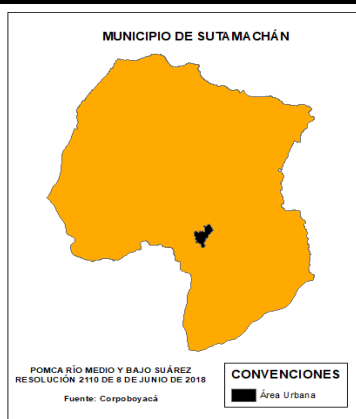 MUNICIPIO DE SUTAMACHÁN
POMCA RÍO MEDIO Y BAJO SUÁREZ
RESOLUCIÓN 2110 DE 8 DE JUNIO DE 2018
Fuente: Corpoboyacá
CONVENCIONES
Área Urbana